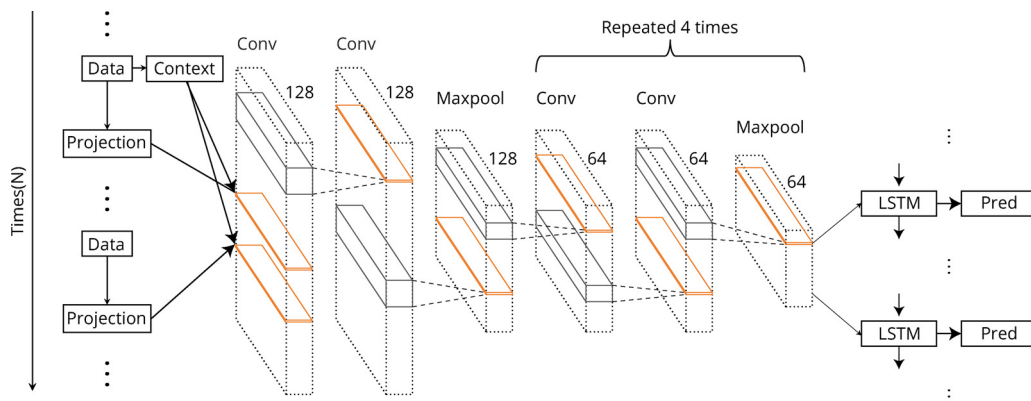 Repeated 4 times
Conv
Conv
Data
Context
128
128
Maxpool
Conv
Conv
Maxpool
Projection
128
64
64
64
Times(N)
LSTM
Pred
Data
Projection
LSTM
Pred